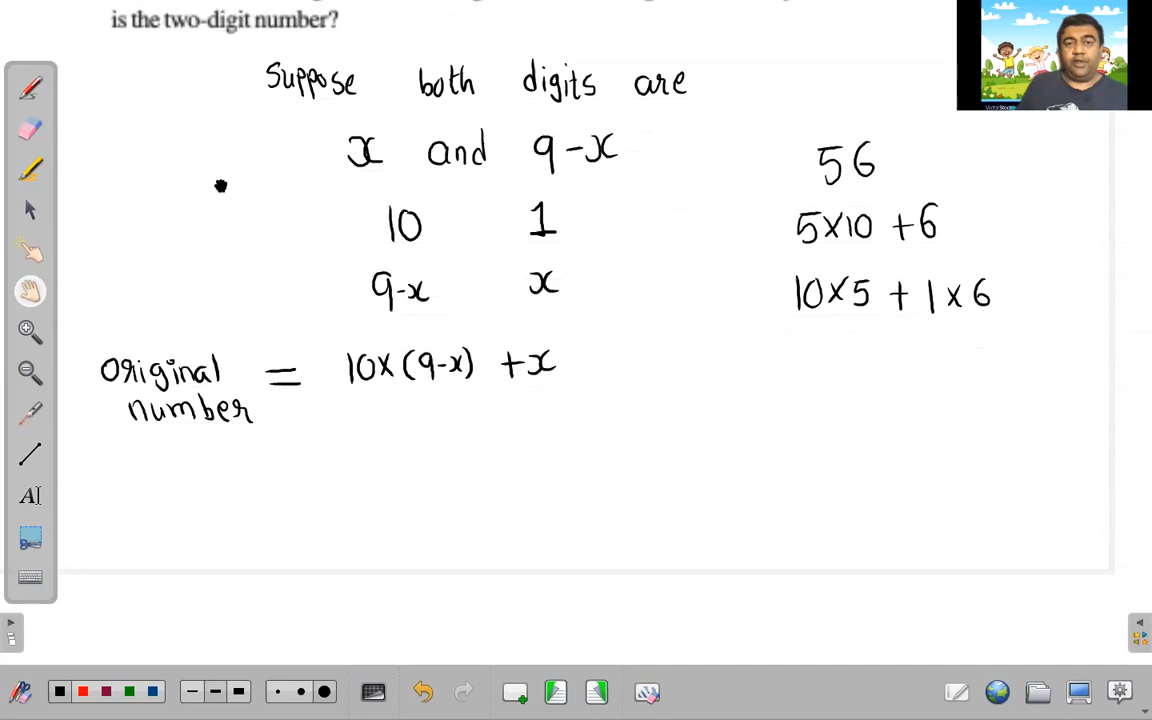 is the two-digit number?
Suppose both digits are
x and 9-x
56
10 1
5×10 + 6
9-x x
10×5 + 1×6
Original number = 10×(9-x) + x